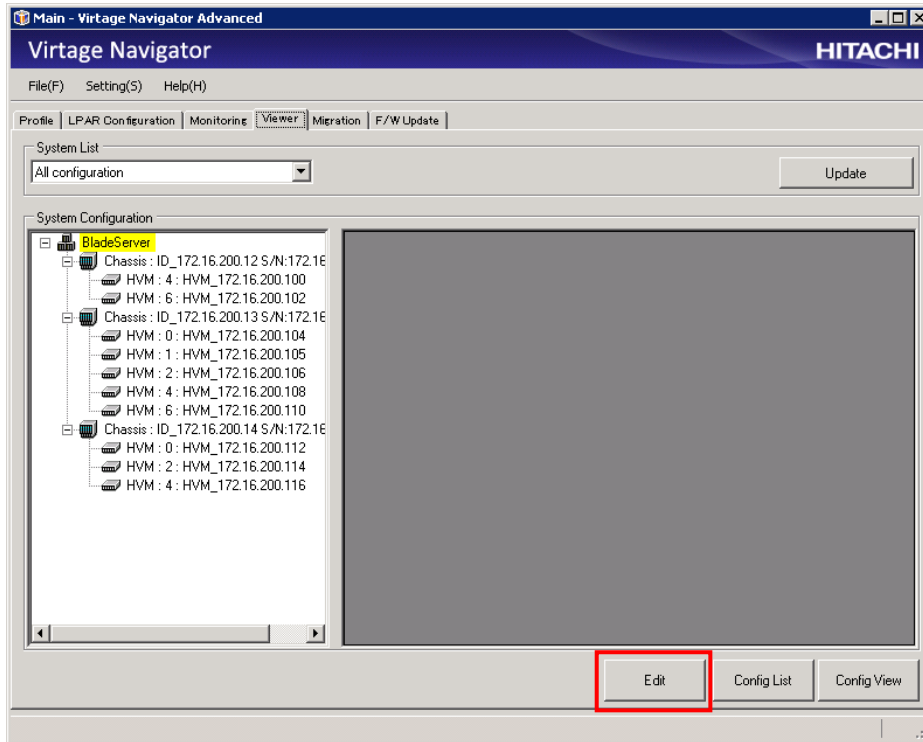 Main - Virtage Navigator Advanced
Virtage Navigator
HITACHI
File(F) Setting(S) Help(H)
Profile LPAR Configuration Monitoring Viewer Migration F/W Update
System List
All configuration
Update
System Configuration
BladeServer
Chassis : ID_172.16.200.12 S/N:172.16
HVM : 4 : HVM_172.16.200.100
HVM : 6 : HVM_172.16.200.102
Chassis : ID_172.16.200.13 S/N:172.16
HVM : 0 : HVM_172.16.200.104
HVM : 1 : HVM_172.16.200.105
HVM : 2 : HVM_172.16.200.106
HVM : 4 : HVM_172.16.200.108
HVM : 6 : HVM_172.16.200.110
Chassis : ID_172.16.200.14 S/N:172.16
HVM : 0 : HVM_172.16.200.112
HVM : 2 : HVM_172.16.200.114
HVM : 4 : HVM_172.16.200.116
Edit Config List Config View